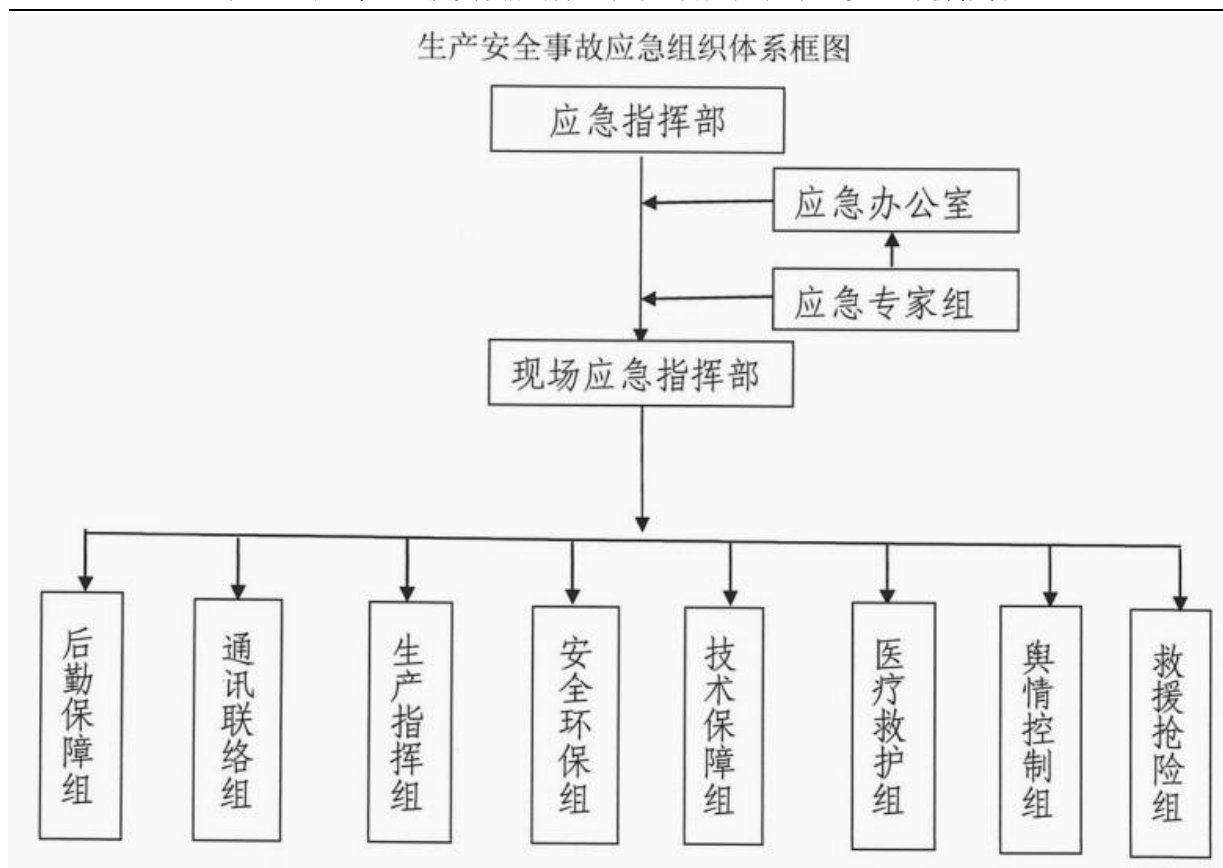 生产安全事故应急组织体系框图
应急指挥部
应急办公室
应急专家组
现场应急指挥部
后勤保障组
通讯联络组
生产指挥组
安全环保组
技术保障组
医疗救护组
舆情控制组
救援抢险组